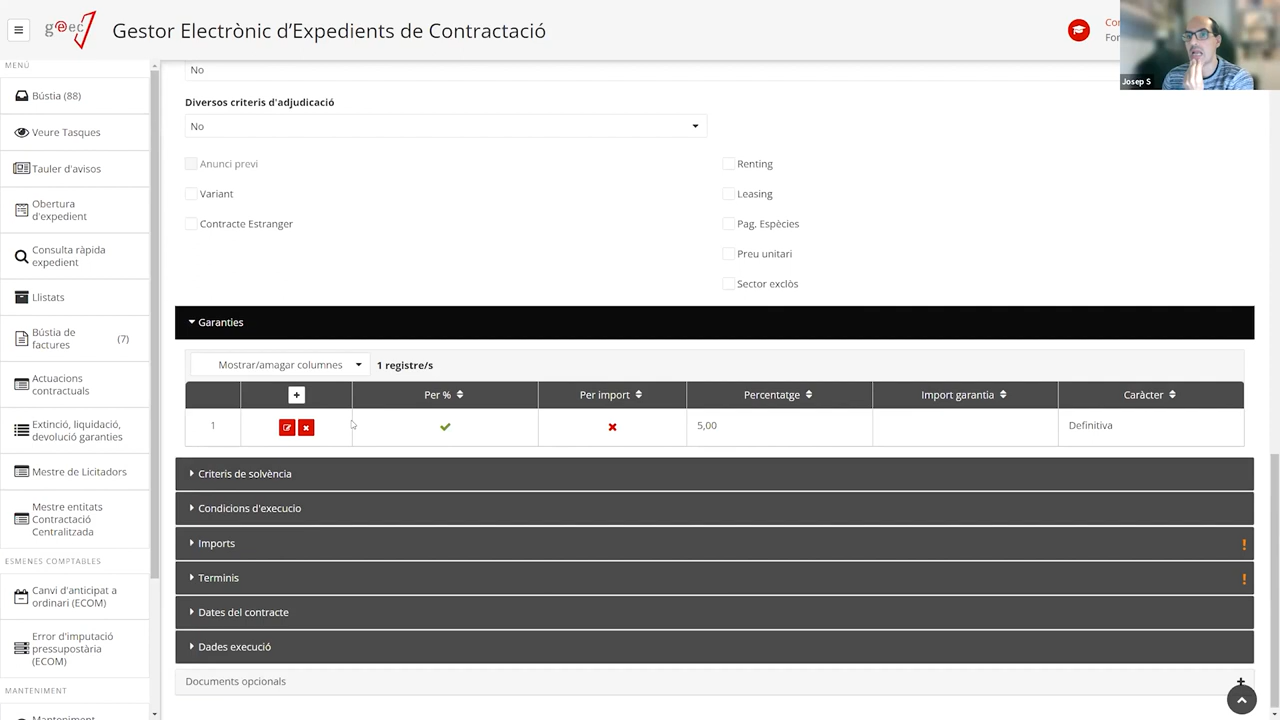 geec
Gestor Electrònic d'Expedients de Contractació
Josep S
MENÚ
Bústia (88)
Veure Tasques
Tauler d'avisos
Obertura
d'expedient
Consulta ràpida
expedient
Llistats
Bústia de
factures
(7)
Actuacions
contractuals
Extinció, liquidació,
devolució garanties
Mestre de Licitadors
Mestre entitats
Contractació
Centralitzada
ESMENES COMPTABLES
Canvi d'anticipat a
ordinari (ECOM)
Error d'imputació
pressupostària
(ECOM)
MANTENIMENT
Manteniment
No
Diversos criteris d'adjudicació
No
Anunci previ
Renting
Variant
Leasing
Contracte Estranger
Pag. Espècies
Preu unitari
Sector exclòs
Garanties
Mostrar/amagar columnes
1 registre/s
+ Per % Per import Percentatge Import garantia Caràcter
1 5,00 Definitiva
Criteris de solvència
Condicions d'execucio
Imports !
Terminis !
Dates del contracte
Dades execució
Documents opcionals +